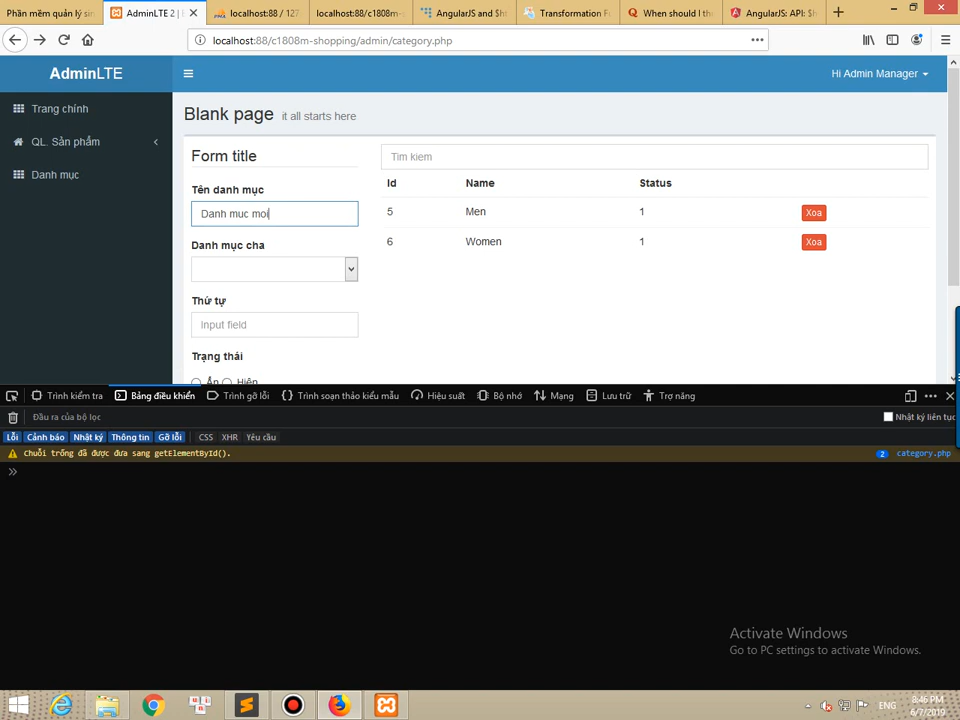 Phần mềm quản lý sin
AdminLTE 2 |
localhost:88 / 127
localhost:88/c1808m-s
AngularJS and $ht
Transformation F
When should I the
AngularJS: API: $h
localhost:88/c1808m-shopping/admin/category.php
AdminLTE
Hi Admin Manager
Trang chính
QL. Sản phẩm
Danh mục
Blank page it all starts here
Form title
Tên danh mục
Danh muc moi
Danh mục cha
Thứ tự
Input field
Trạng thái
Ẩn Hiện
Tim kiem
Id Name Status
5 Men 1 Xoa
6 Women 1 Xoa
Trình kiểm tra Bảng điều khiển Trình gỡ lỗi Trình soạn thảo kiểu mẫu Hiệu suất Bộ nhớ Mạng Lưu trữ Trợ năng
Đầu ra của bộ lọc Nhật ký liên tục
Lỗi Cảnh báo Nhật ký Thông tin Gỡ lỗi CSS XHR Yêu cầu
Chuỗi trống đã được đưa sang getElementById(). 2 category.php
Activate Windows
Go to PC settings to activate Windows.
ENG
8:46 PM
6/7/2019